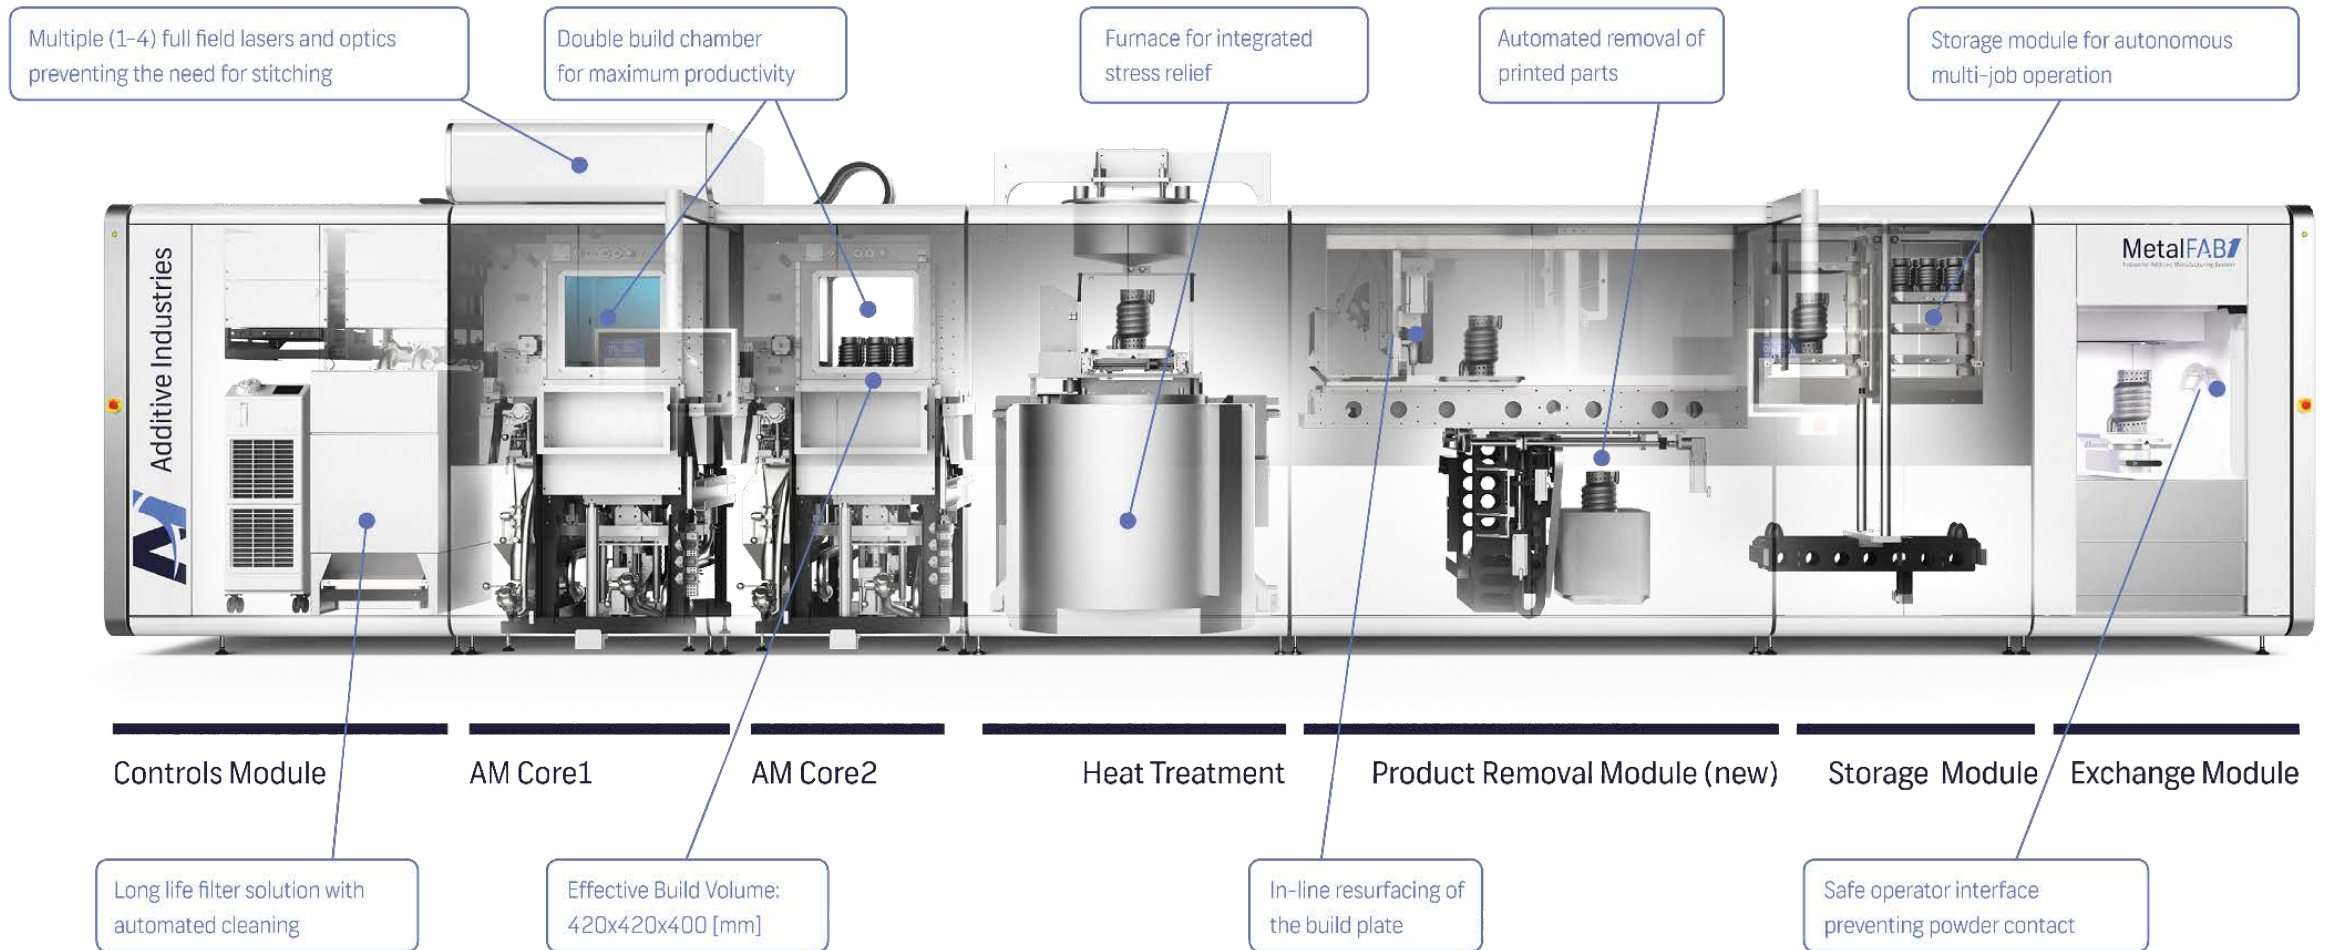 Multiple (1-4) full field lasers and optics
preventing the need for stitching
Double build chamber
for maximum productivity
Furnace for integrated
stress relief
Automated removal of
printed parts
Storage module for autonomous
multi-job operation
Additive Industries
MetalFAB1
Controls Module
AM Core1
AM Core2
Heat Treatment
Product Removal Module (new)
Storage Module
Exchange Module
Long life filter solution with
automated cleaning
Effective Build Volume:
420x420x400 [mm]
In-line resurfacing of
the build plate
Safe operator interface
preventing powder contact